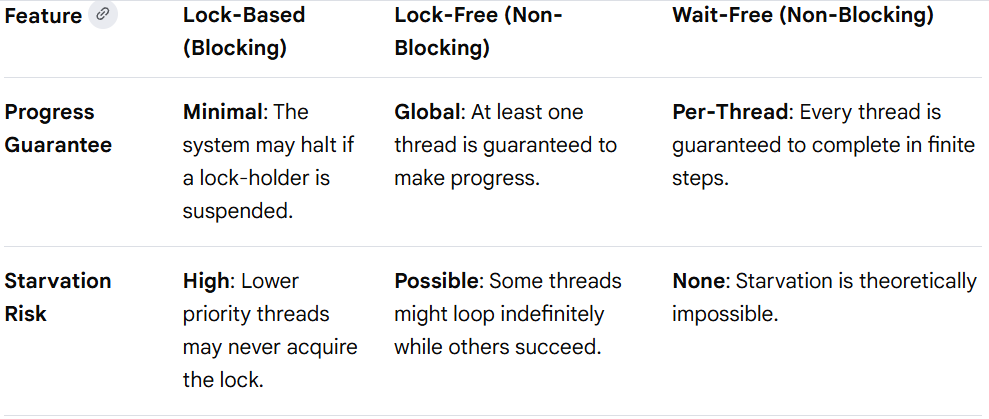 Feature
Lock-Based
(Blocking)
Lock-Free (Non-
Blocking)
Wait-Free (Non-Blocking)
Progress
Guarantee
Minimal: The
system may halt if
a lock-holder is
suspended.
Global: At least one
thread is guaranteed to
make progress.
Per-Thread: Every thread is
guaranteed to complete in finite
steps.
Starvation
Risk
High: Lower
priority threads
may never acquire
the lock.
Possible: Some threads
might loop indefinitely
while others succeed.
None: Starvation is theoretically
impossible.